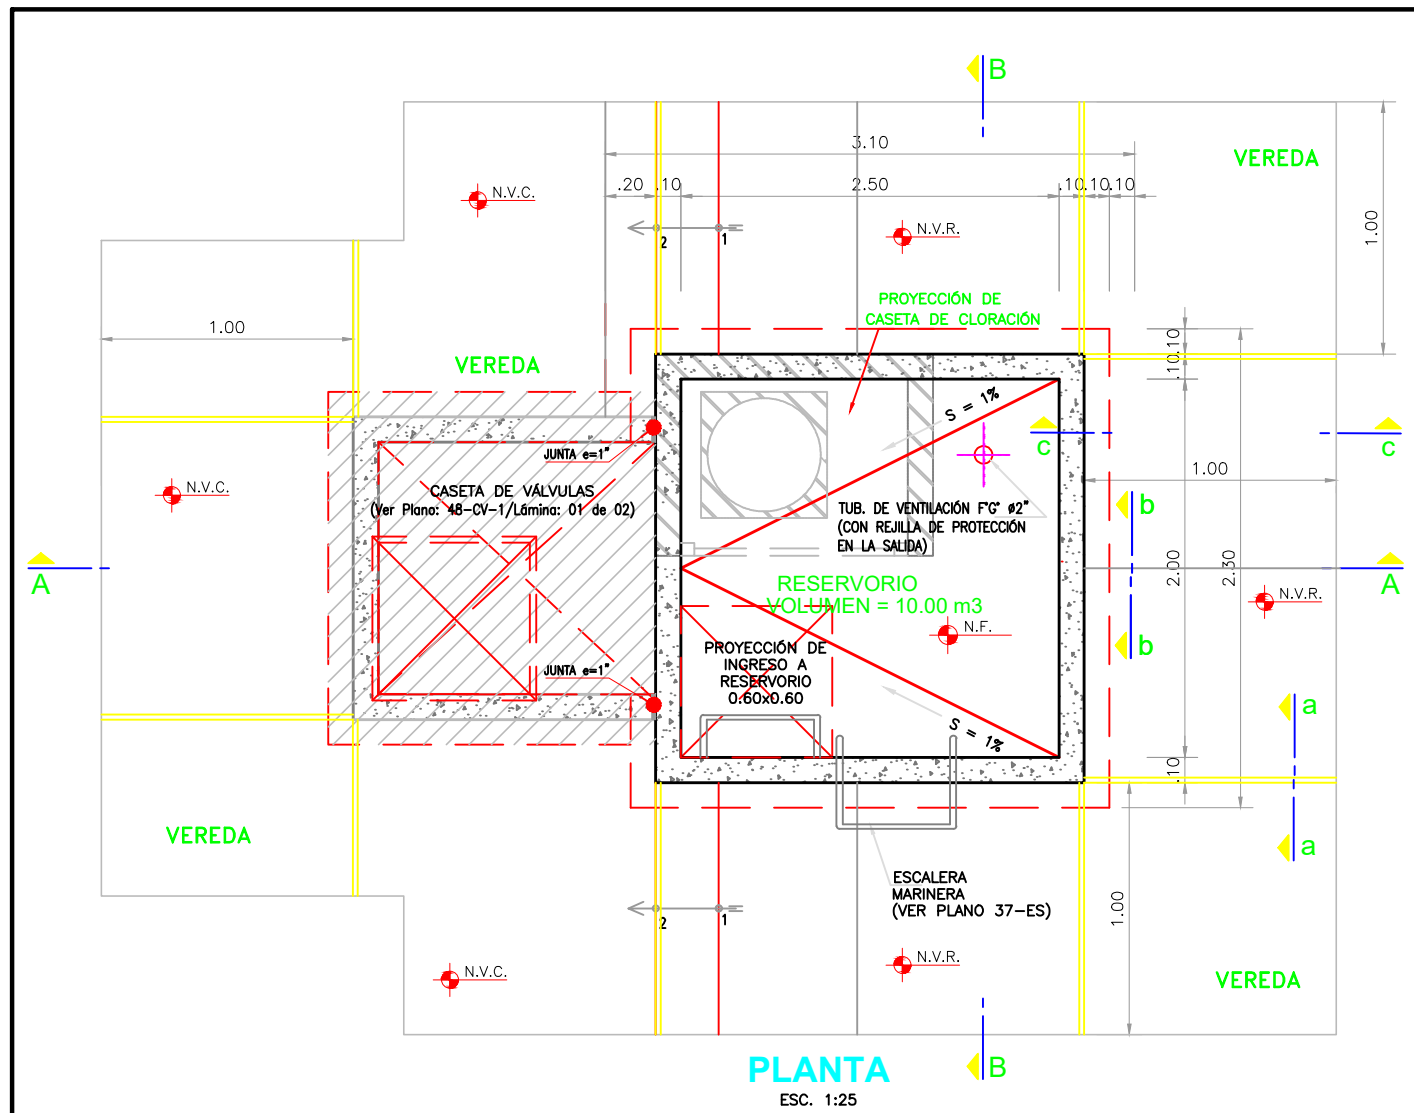 B
3.10
VEREDA
.20 .10 2.50 .10 .10 .10
N.V.C.
N.V.R.
2 1
1.00
PROYECCIÓN DE
CASETA DE CLORACIÓN
1.00
VEREDA
.10 .10
S = 1%
c
c
JUNTA e=1"
1.00
CASETA DE VÁLVULAS
(Ver Plano: 48-CV-1/Lámina: 01 de 02)
N.V.C.
TUB. DE VENTILACIÓN F'G° ø2"
(CON REJILLA DE PROTECCIÓN
EN LA SALIDA)
b
2.00
2.30
A
A
RESERVORIO
VOLUMEN = 10.00 m3
N.V.R.
N.F.
b
PROYECCIÓN DE
INGRESO A
RESERVORIO
0.60x0.60
JUNTA e=1"
a
S = 1%
.10
VEREDA
a
ESCALERA
MARINERA
(VER PLANO 37-ES)
1.00
2 1
N.V.C.
N.V.R.
VEREDA
PLANTA
B
ESC. 1:25